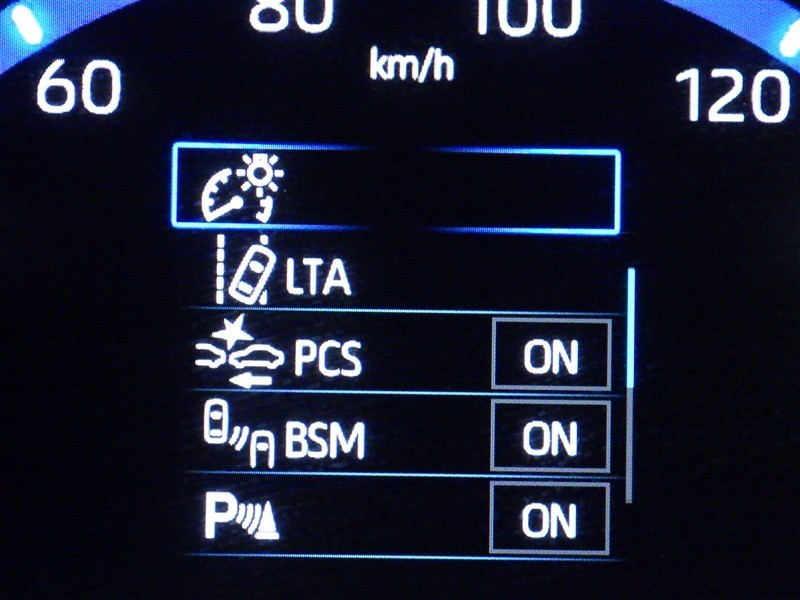 80 100
km/h
60 120
LTA
PCS ON
BSM ON
P ON